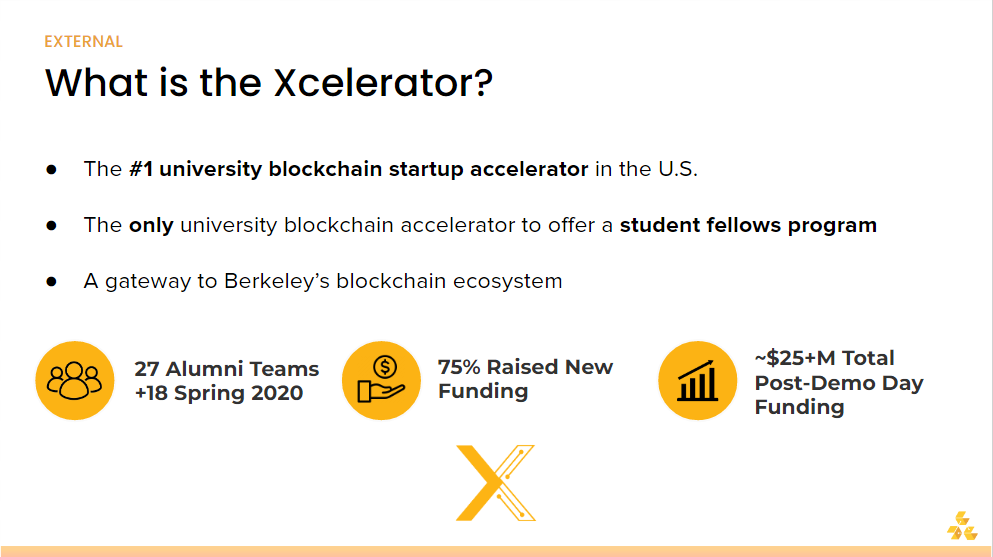 EXTERNAL
What is the Xcelerator?
● The #1 university blockchain startup accelerator in the U.S.
● The only university blockchain accelerator to offer a student fellows program
● A gateway to Berkeley’s blockchain ecosystem
27 Alumni Teams
+18 Spring 2020
75% Raised New
Funding
~$25+M Total
Post-Demo Day
Funding